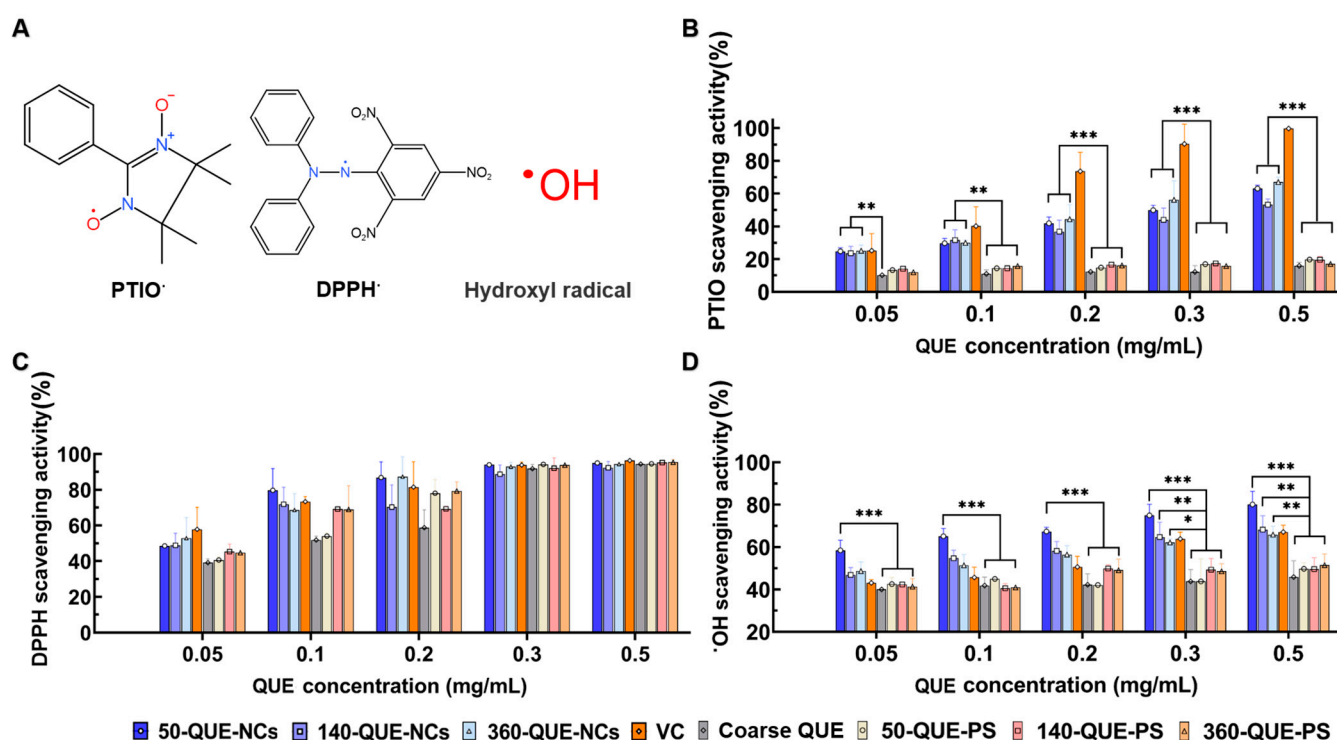 A
O⁻
N⁺
N
O
PTIO·
O₂N
N
N
NO₂
O₂N
DPPH·
•OH
Hydroxyl radical
B
PTIO scavenging activity(%)
100
80
60
40
20
0
**
**
***
***
***
0.05 0.1 0.2 0.3 0.5
QUE concentration (mg/mL)
C
DPPH scavenging activity(%)
100
80
60
40
20
0
0.05 0.1 0.2 0.3 0.5
QUE concentration (mg/mL)
D
·OH scavenging activity(%)
100
80
60
40
20
***
***
***
***
**
*
***
**
**
0.05 0.1 0.2 0.3 0.5
QUE concentration (mg/mL)
50-QUE-NCs 140-QUE-NCs 360-QUE-NCs VC Coarse QUE 50-QUE-PS 140-QUE-PS 360-QUE-PS